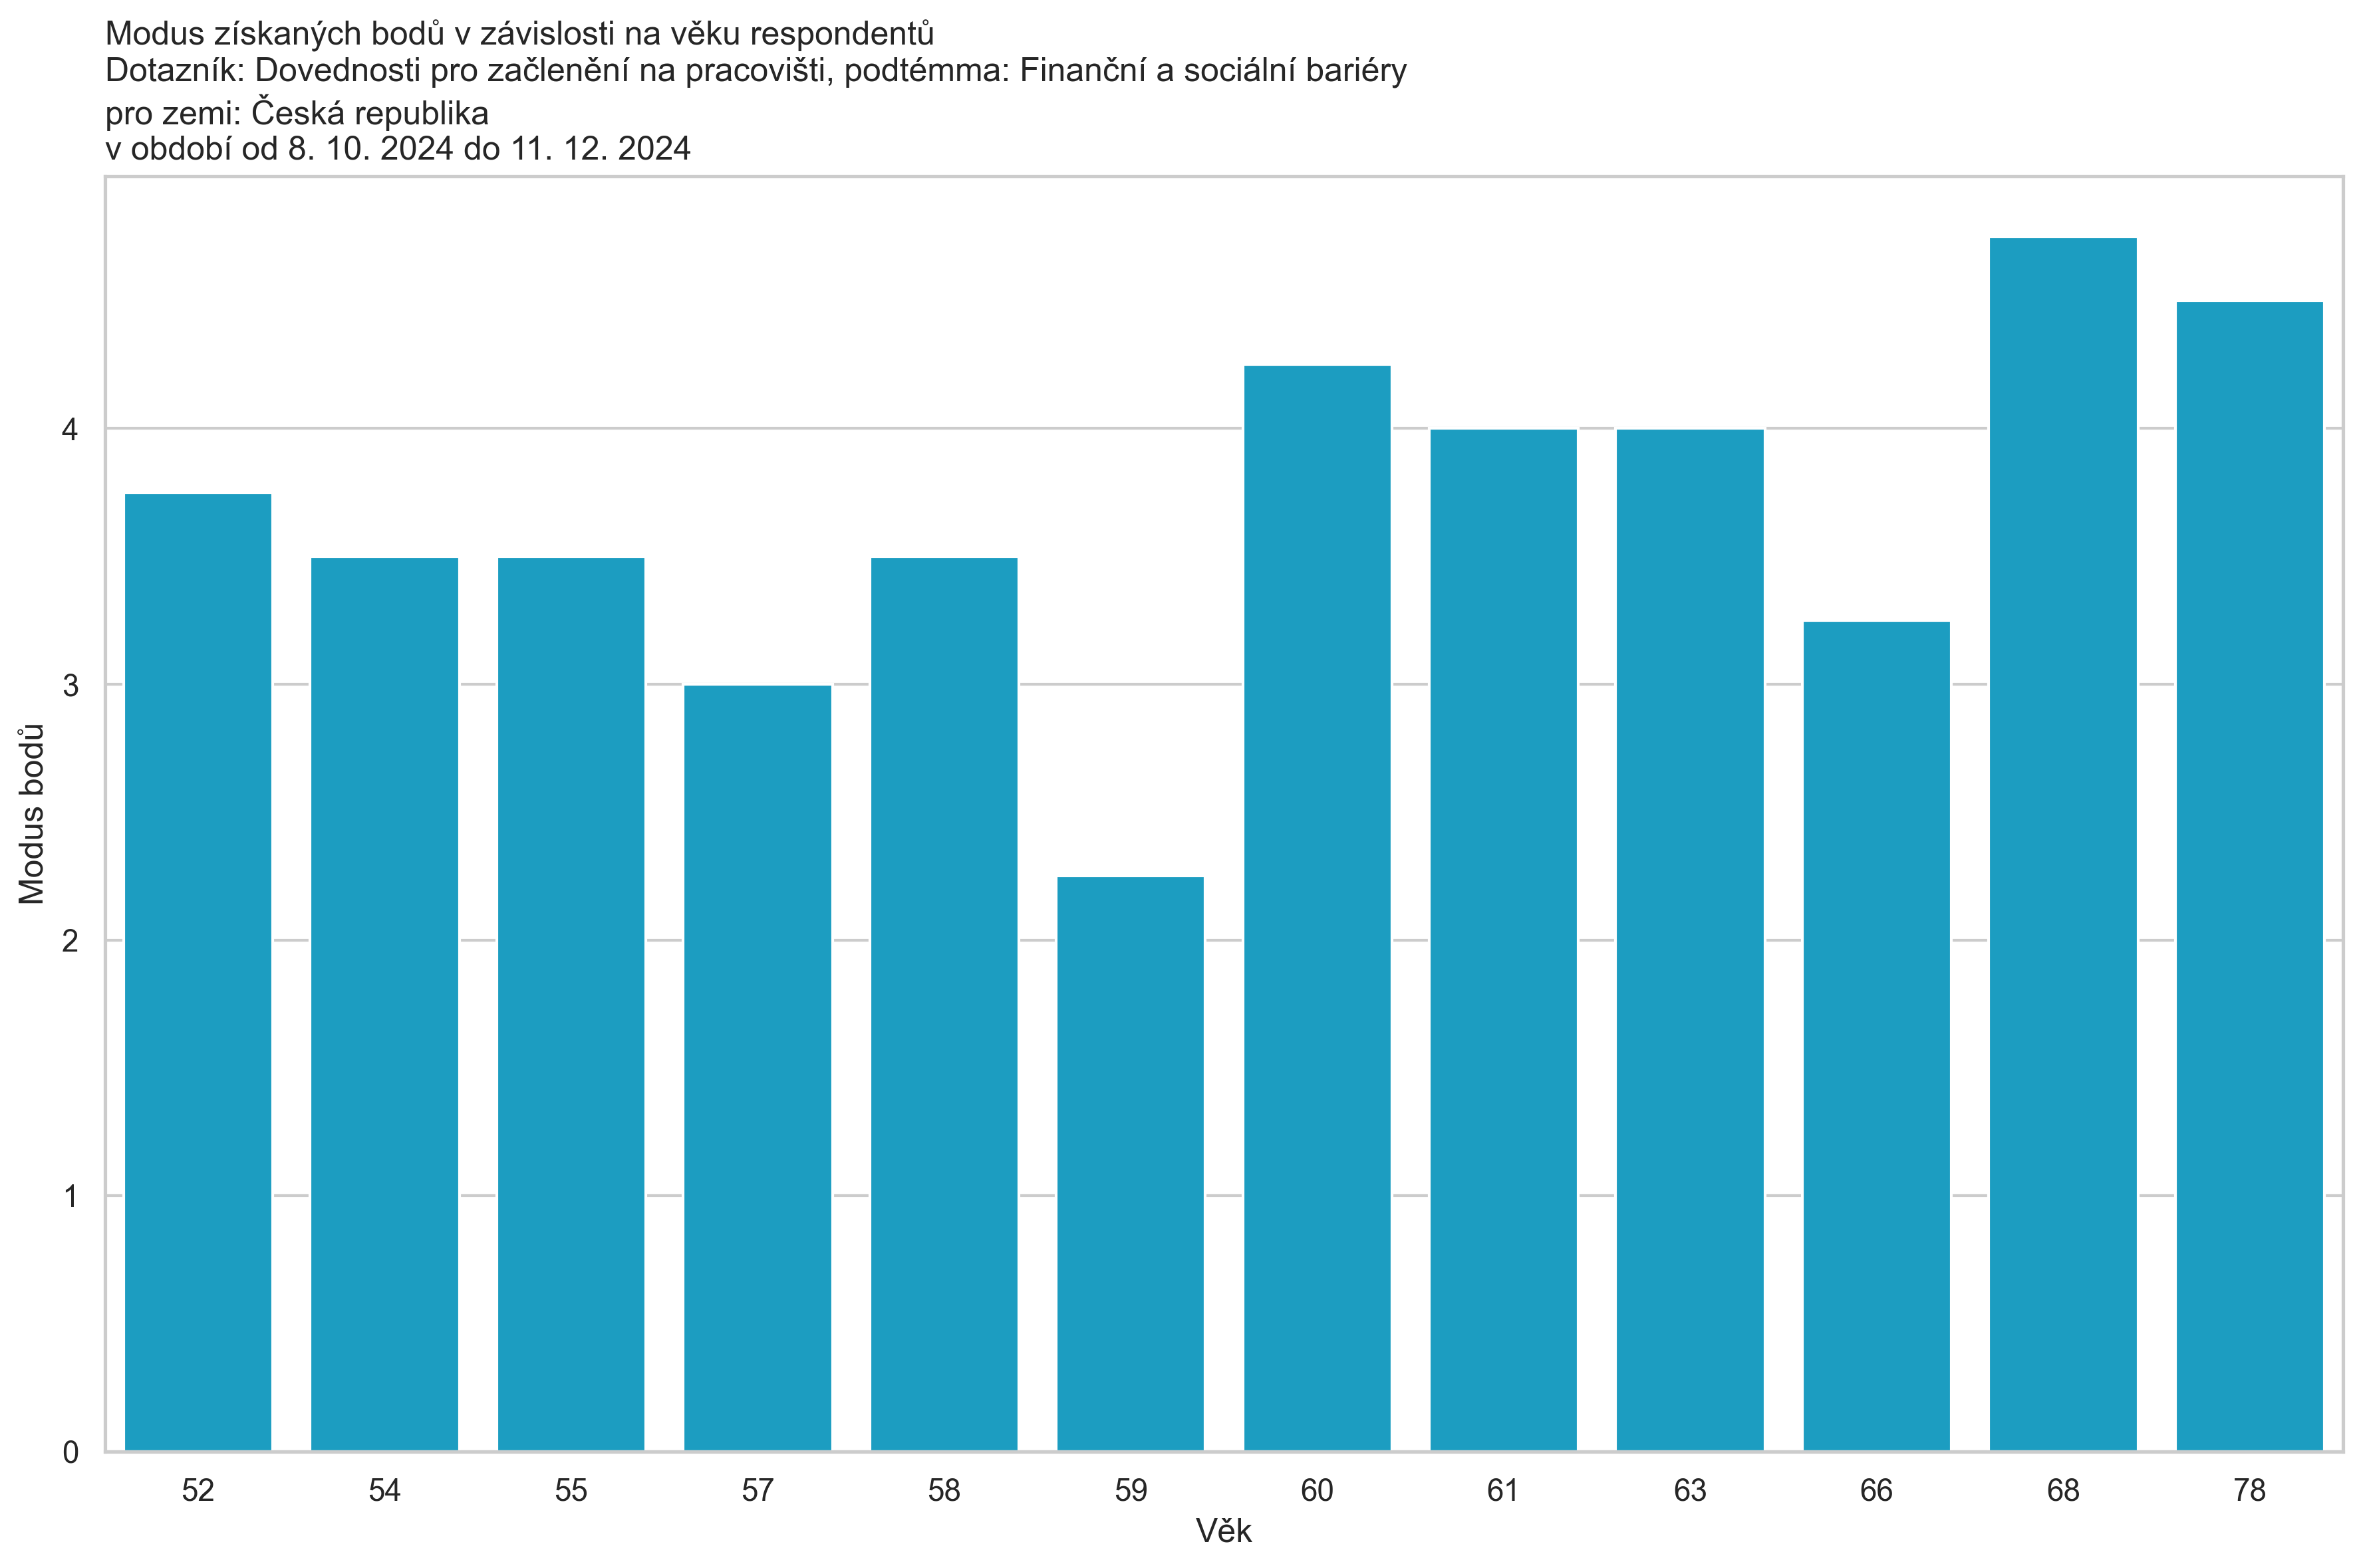 Modus získaných bodů v závislosti na věku respondentů
Dotazník: Dovednosti pro začlenění na pracovišti, podtémma: Finanční a sociální bariéry
pro zemi: Česká republika
v období od 8. 10. 2024 do 11. 12. 2024
Modus bodů
4
3
2
1
0
52 54 55 57 58 59 60 61 63 66 68 78
Věk